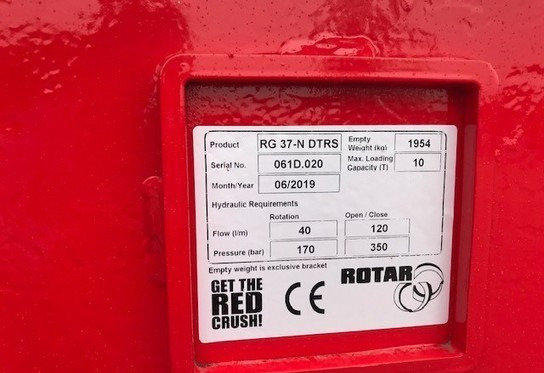 Product RG 37-N DTRS Empty Weight (kg) 1954
Serial No. 061D.020 Max. Loading Capacity (T) 10
Month/Year 06/2019
Hydraulic Requirements
Rotation Open / Close
Flow (l/m) 40 120
Pressure (bar) 170 350
Empty weight is exclusive bracket
GET THE
RED
CRUSH!
CE
ROTAR